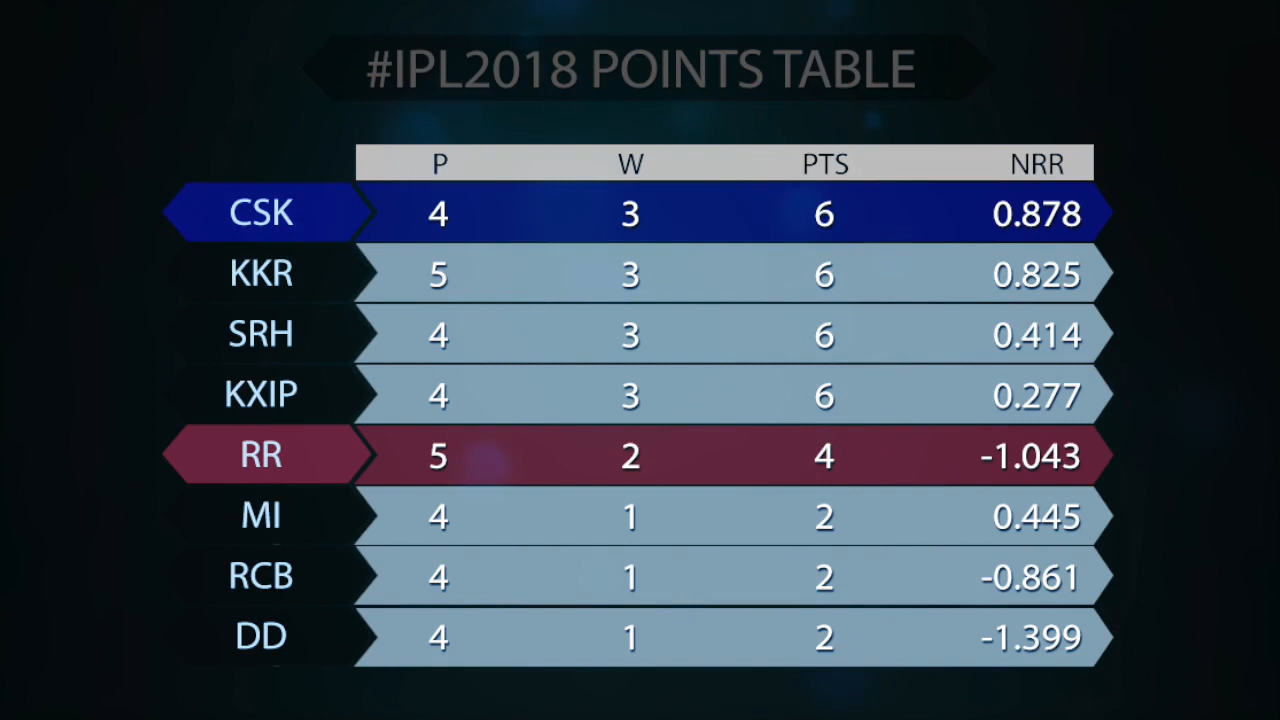 #IPL2018 POINTS TABLE
P W PTS NRR
CSK 4 3 6 0.878
KKR 5 3 6 0.825
SRH 4 3 6 0.414
KXIP 4 3 6 0.277
RR 5 2 4 -1.043
MI 4 1 2 0.445
RCB 4 1 2 -0.861
DD 4 1 2 -1.399